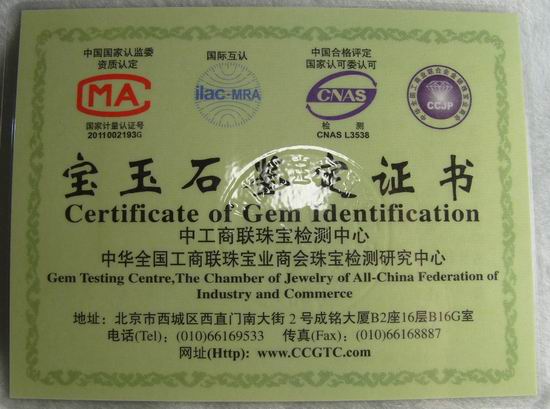 中国国家认监委
资质认定
CMA
国家计量认证号
2011002193G
国际互认
ilac-MRA
中国合格评定
国家认可委认可
CNAS
检 测
CNAS L3538
CCJP
宝玉石鉴定证书
Certificate of Gem Identification
中工商联珠宝检测中心
中华全国工商联珠宝业商会珠宝检测研究中心
Gem Testing Centre,The Chamber of Jewelry of All-China Federation of
Industry and Commerce
地址：北京市西城区西直门南大街2号成铭大厦B2座16层B16G室
电话(Tel)：(010)66169533 传真(Fax)：(010)66168887
网址(Http): www.CCGTC.com